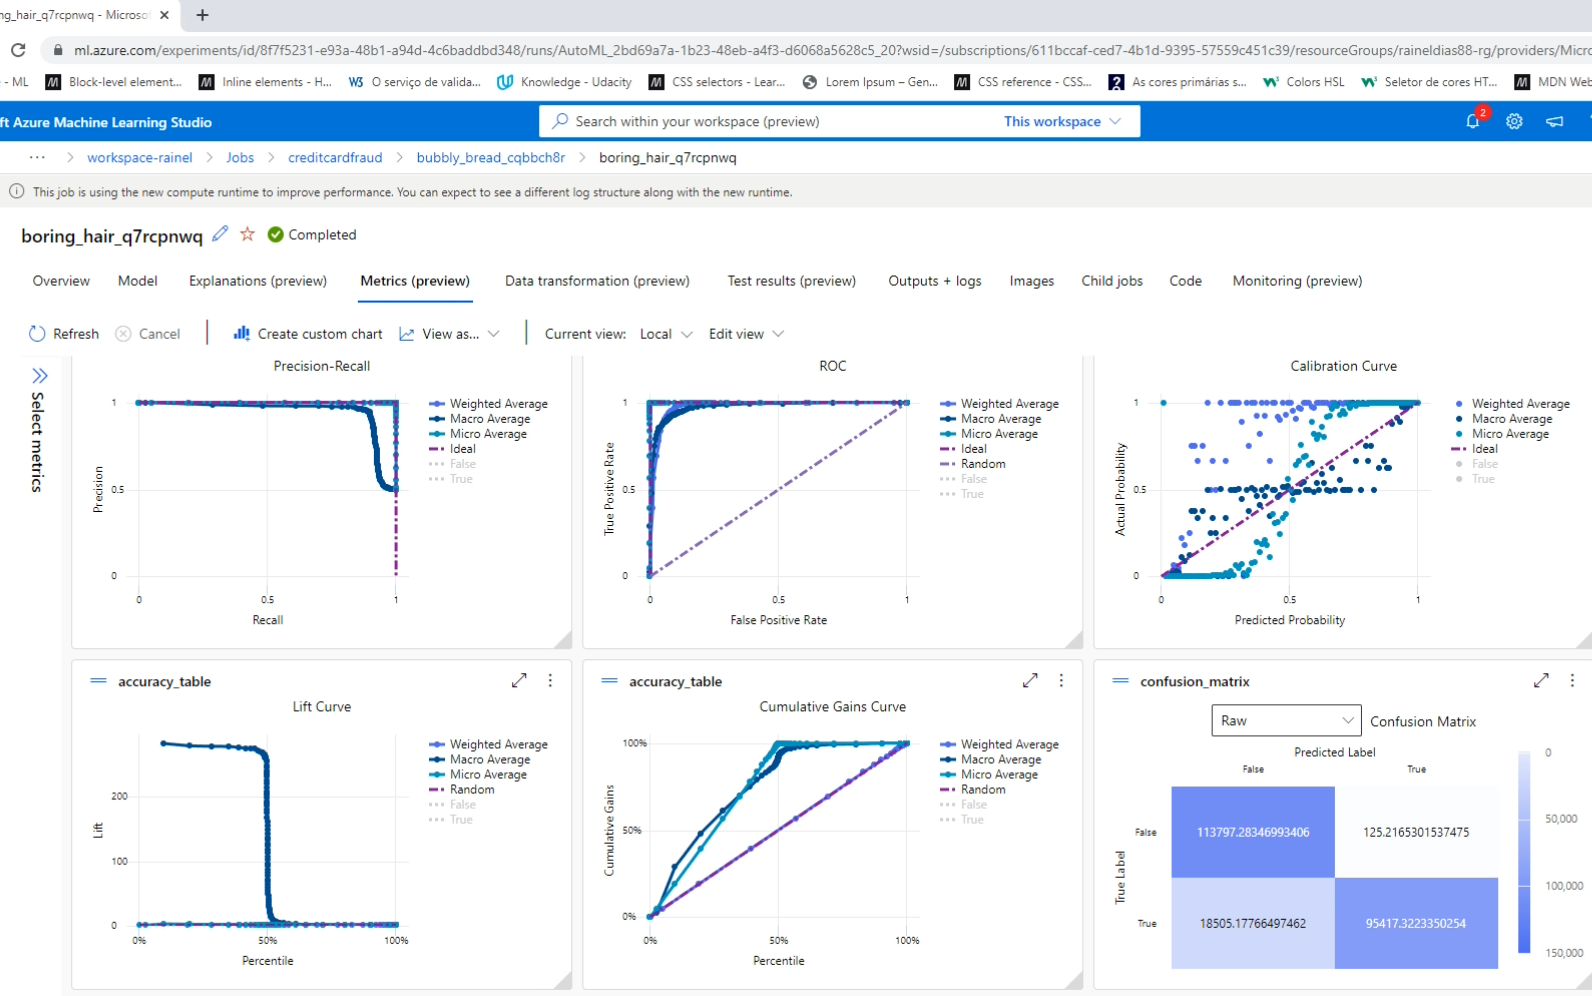 ng_hair_q7rcpnwq - Microso
ml.azure.com/experiments/id/8f7f5231-e93a-48b1-a94d-4c6baddbd348/runs/AutoML_2bd69a7a-1b23-48eb-a4f3-d6068a5628c5_20?wsid=/subscriptions/611bccaf-ced7-4b1d-9395-57559c451c39/resourceGroups/raineldias88-rg/providers/Micro
- ML Block-level element... Inline elements - H... O serviço de valida... Knowledge - Udacity CSS selectors - Lear... Lorem Ipsum – Gen... CSS reference - CSS... As cores primárias s... Colors HSL Seletor de cores HT... MDN Web
ft Azure Machine Learning Studio
Search within your workspace (preview) This workspace
2
... > workspace-rainel > Jobs > creditcardfraud > bubbly_bread_cqbbch8r > boring_hair_q7rcpnwq
This job is using the new compute runtime to improve performance. You can expect to see a different log structure along with the new runtime.
boring_hair_q7rcpnwq Completed
Overview Model Explanations (preview) Metrics (preview) Data transformation (preview) Test results (preview) Outputs + logs Images Child jobs Code Monitoring (preview)
Refresh Cancel Create custom chart View as... Current view: Local Edit view
Select metrics
Precision-Recall
Weighted Average
Macro Average
Micro Average
Ideal
False
True
Precision
1
0.5
0
0 0.5 1
Recall
ROC
Weighted Average
Macro Average
Micro Average
Ideal
Random
False
True
True Positive Rate
1
0.5
0
0 0.5 1
False Positive Rate
Calibration Curve
Weighted Average
Macro Average
Micro Average
Ideal
False
True
Actual Probability
1
0.5
0
0 0.5 1
Predicted Probability
accuracy_table
Lift Curve
Weighted Average
Macro Average
Micro Average
Random
False
True
Lift
200
100
0
0% 50% 100%
Percentile
accuracy_table
Cumulative Gains Curve
Weighted Average
Macro Average
Micro Average
Random
False
True
Cumulative Gains
100%
50%
0%
0% 50% 100%
Percentile
confusion_matrix
Raw Confusion Matrix
Predicted Label
False True
True Label
False 113797.28346993406 125.2165301537475
True 18505.17766497462 95417.3223350254
0
50,000
100,000
150,000